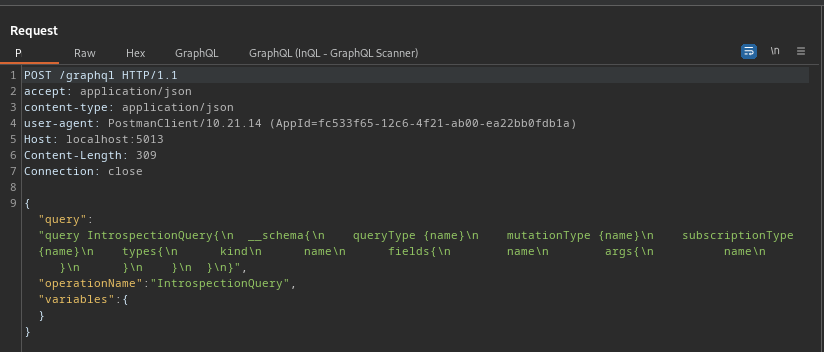 Request
P Raw Hex GraphQL GraphQL (InQL - GraphQL Scanner) \n
1 POST /graphql HTTP/1.1
2 accept: application/json
3 content-type: application/json
4 user-agent: PostmanClient/10.21.14 (AppId=fc533f65-12c6-4f21-ab00-ea22bb0fdb1a)
5 Host: localhost:5013
6 Content-Length: 309
7 Connection: close
8
9 {
"query":
"query IntrospectionQuery{\n  __schema{\n    queryType {name}\n    mutationType {name}\n    subscriptionType
{name}\n    types{\n      kind\n      name\n      fields{\n        name\n        args{\n          name\n
}\n      }\n    }\n  }\n}",
"operationName":"IntrospectionQuery",
"variables":{
}
}